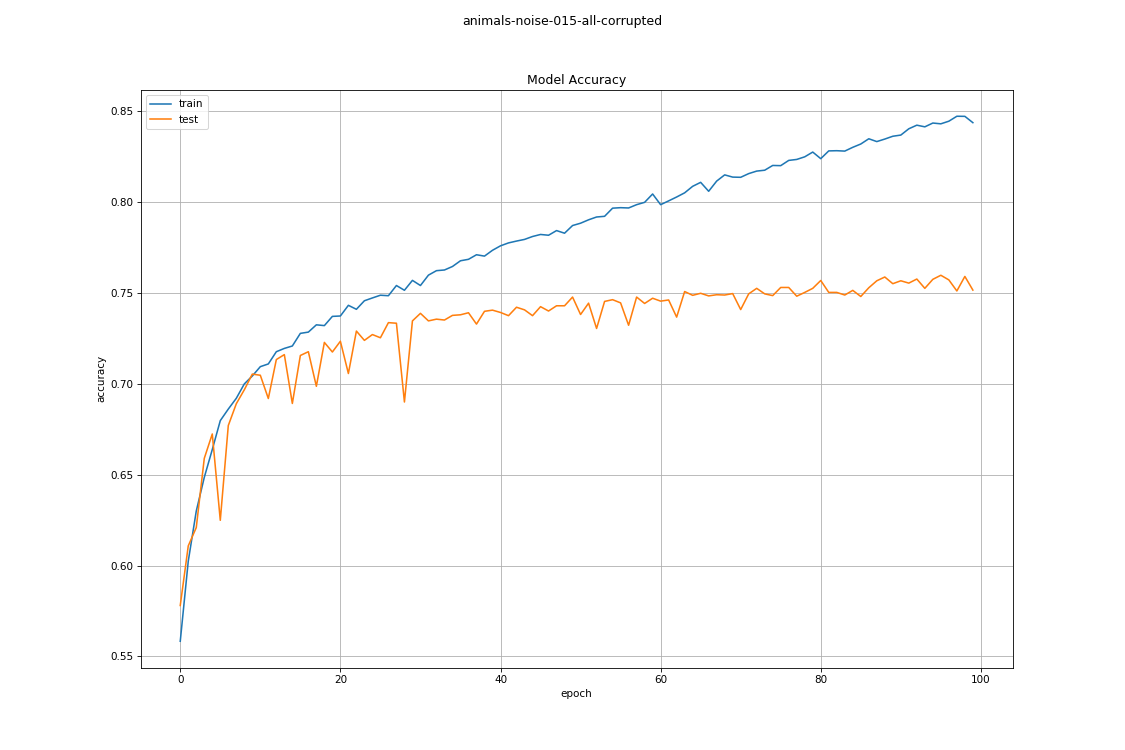 animals-noise-015-all-corrupted
Model Accuracy
train
test
0.85
0.80
0.75
0.70
0.65
0.60
0.55
accuracy
0 20 40 60 80 100
epoch